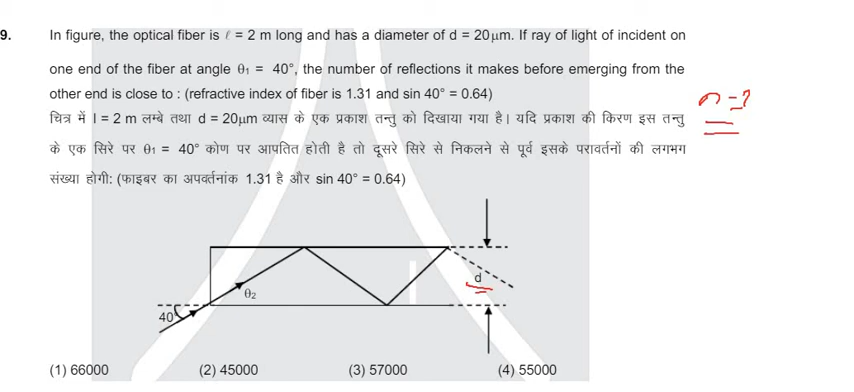 9. In figure, the optical fiber is ℓ = 2 m long and has a diameter of d = 20 μm. If ray of light of incident on
one end of the fiber at angle θ₁ = 40°, the number of reflections it makes before emerging from the
other end is close to : (refractive index of fiber is 1.31 and sin 40° = 0.64)
चित्र में l = 2 m लम्बे तथा d = 20μm व्यास के एक प्रकाश तन्तु को दिखाया गया है। यदि प्रकाश की किरण इस तन्तु
के एक सिरे पर θ₁ = 40° कोण पर आपतित होती है तो दूसरे सिरे से निकलने से पूर्व इसके परावर्तनों की लगभग
संख्या होगी: (फाइबर का अपवर्तनांक 1.31 है और sin 40° = 0.64)
n = ?
d
θ₂
40°
(1) 66000 (2) 45000 (3) 57000 (4) 55000